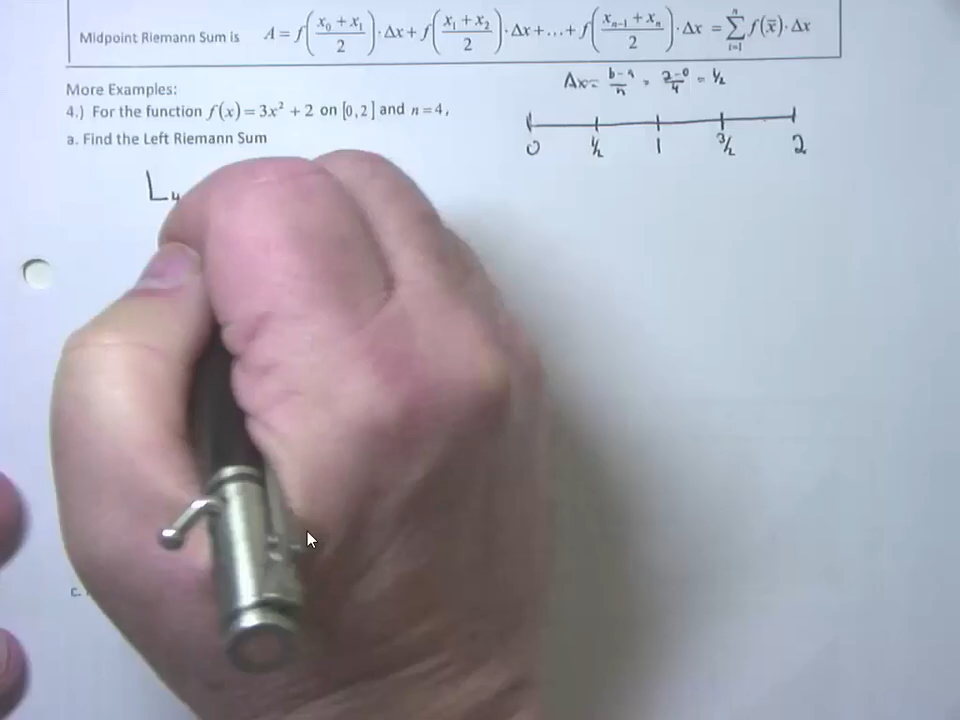 Midpoint Riemann Sum is A = f((x₀ + x₁)/2)·Δx + f((x₁ + x₂)/2)·Δx + … + f((xₙ₋₁ + xₙ)/2)·Δx = ∑ᵢ₌₁ⁿ f(x̄)·Δx
More Examples:
Δx = (b-a)/n = (2-0)/4 = 1/2
4.) For the function f(x) = 3x² + 2 on [0, 2] and n = 4,
a. Find the Left Riemann Sum
0 1/2 1 3/2 2
L₄
c.